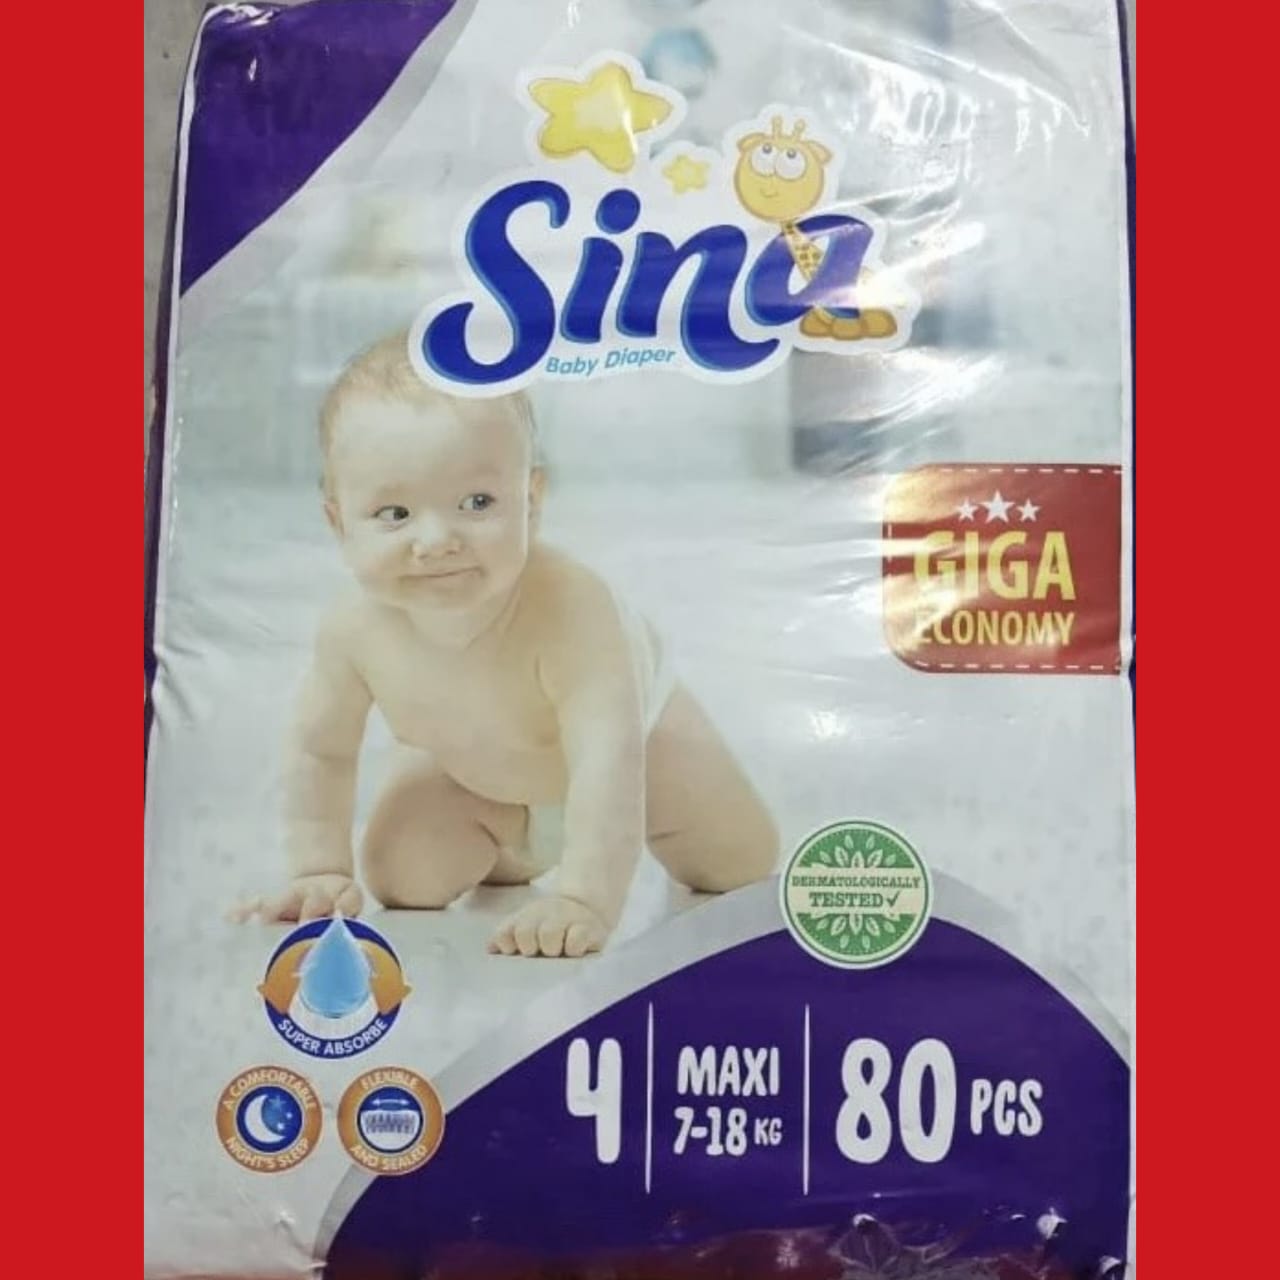 Sina
Baby Diaper
GIGA
ECONOMY
DERMATOLOGICALLY
TESTED✓
SUPER ABSORBE
A COMFORTABLE
NIGHT'S SLEEP
FLEXIBLE
AND SEALED
4
MAXI
7-18 KG
80 PCS